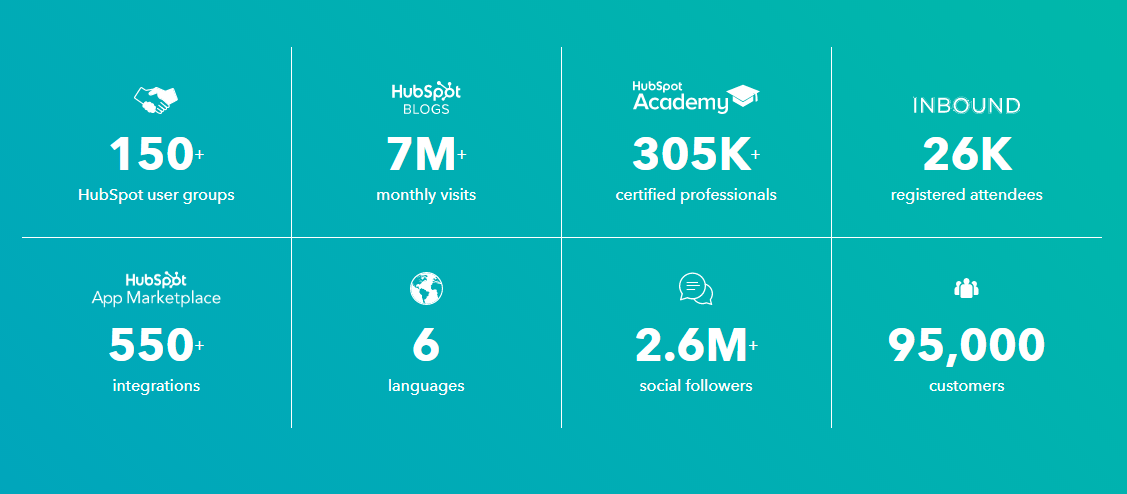 150+
HubSpot user groups
HubSpot
BLOGS
7M+
monthly visits
HubSpot
Academy
305K+
certified professionals
INBOUND
26K
registered attendees
HubSpot
App Marketplace
550+
integrations
6
languages
2.6M+
social followers
95,000
customers